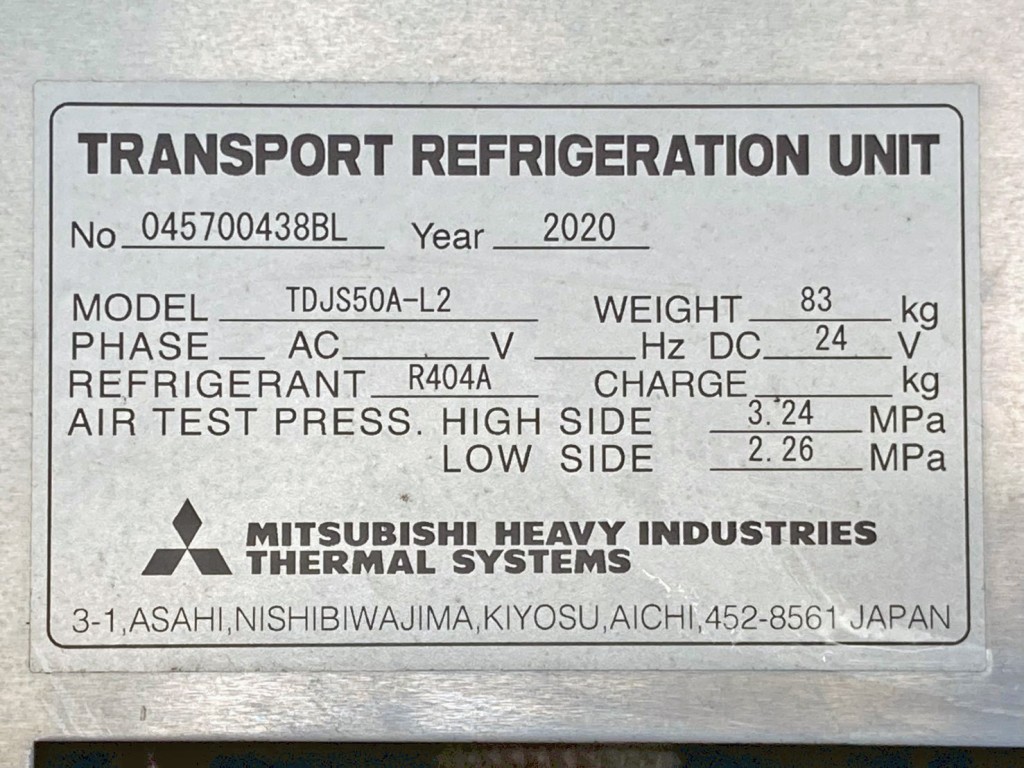 TRANSPORT REFRIGERATION UNIT
No 045700438BL Year 2020
MODEL TDJS50A-L2 WEIGHT 83 kg
PHASE AC V Hz DC 24 V
REFRIGERANT R404A CHARGE kg
AIR TEST PRESS. HIGH SIDE 3.24 MPa
LOW SIDE 2.26 MPa
MITSUBISHI HEAVY INDUSTRIES
THERMAL SYSTEMS
3-1,ASAHI,NISHIBIWAJIMA,KIYOSU,AICHI,452-8561 JAPAN